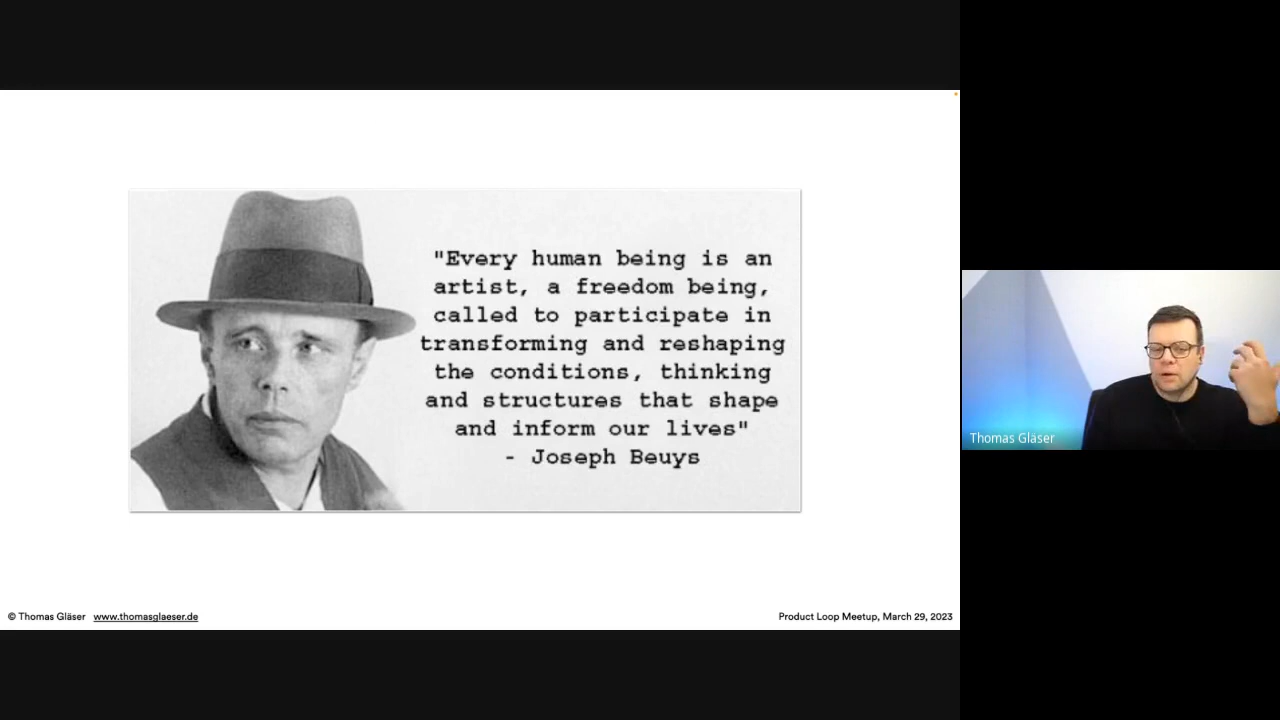 "Every human being is an
artist, a freedom being,
called to participate in
transforming and reshaping
the conditions, thinking
and structures that shape
and inform our lives"
- Joseph Beuys
© Thomas Gläser www.thomasglaeser.de
Product Loop Meetup, March 29, 2023
Thomas Gläser